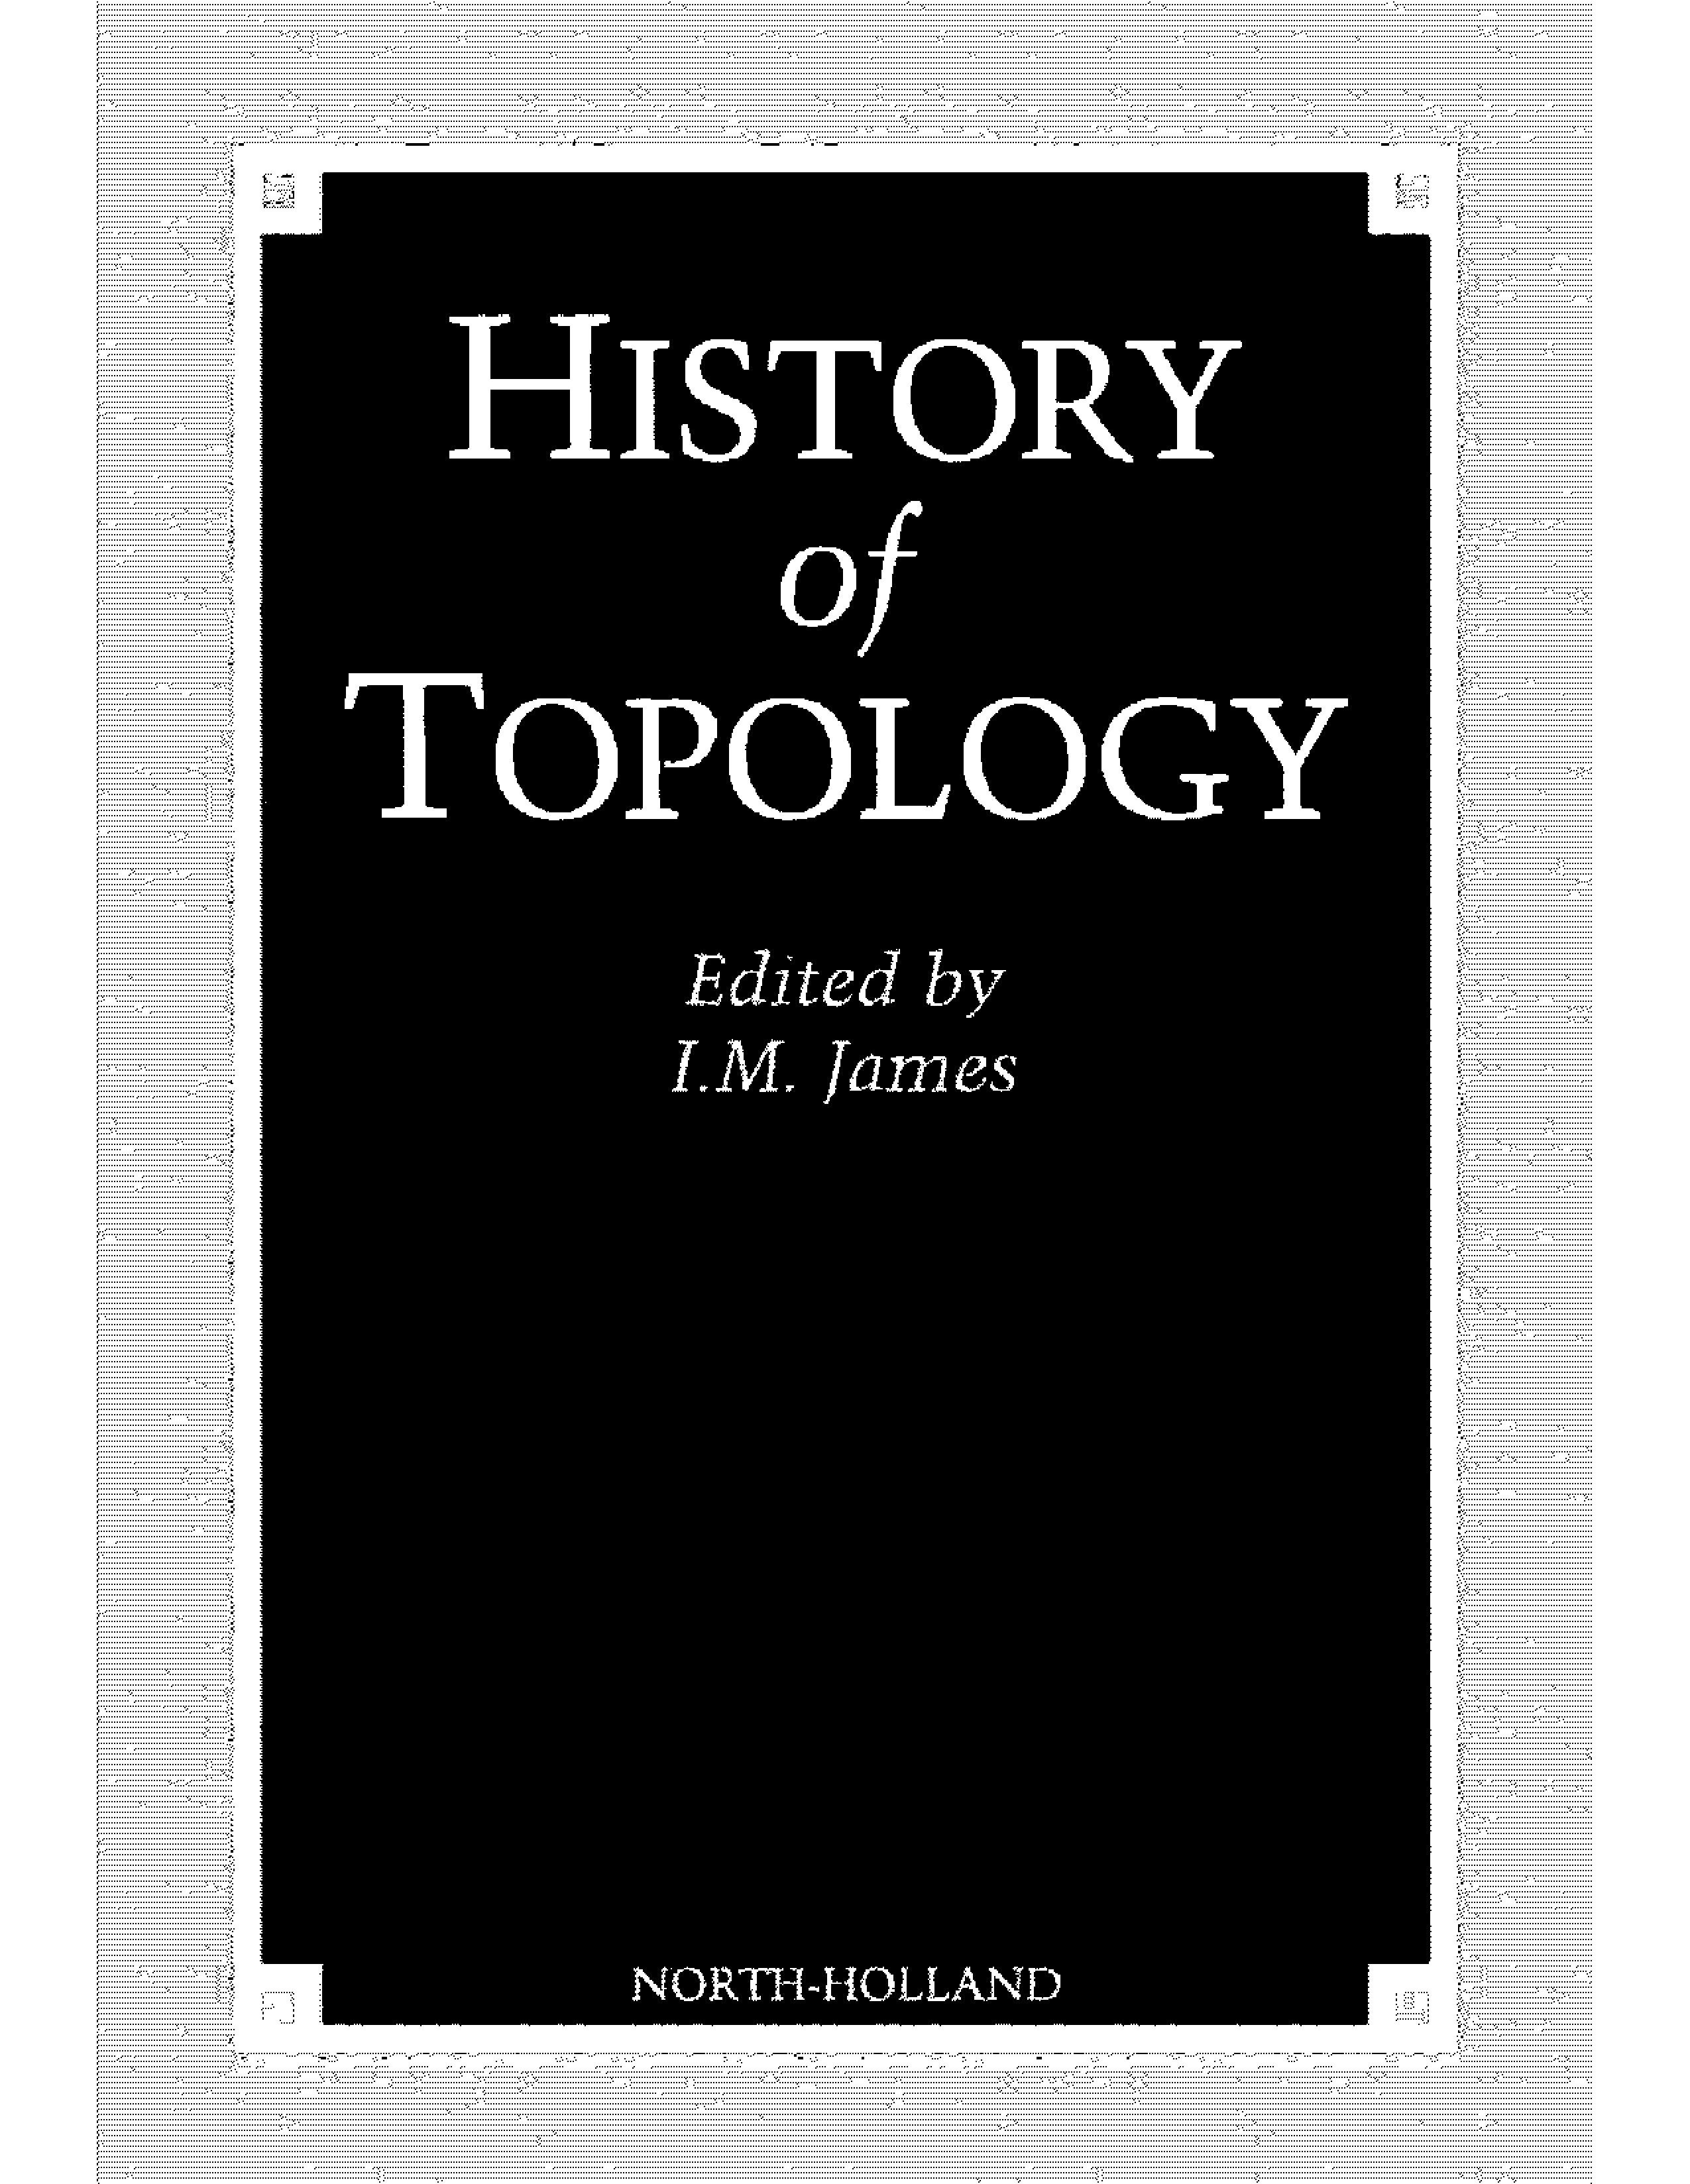 HISTORY
of
TOPOLOGY
Edited by
I.M. James
NORTH-HOLLAND